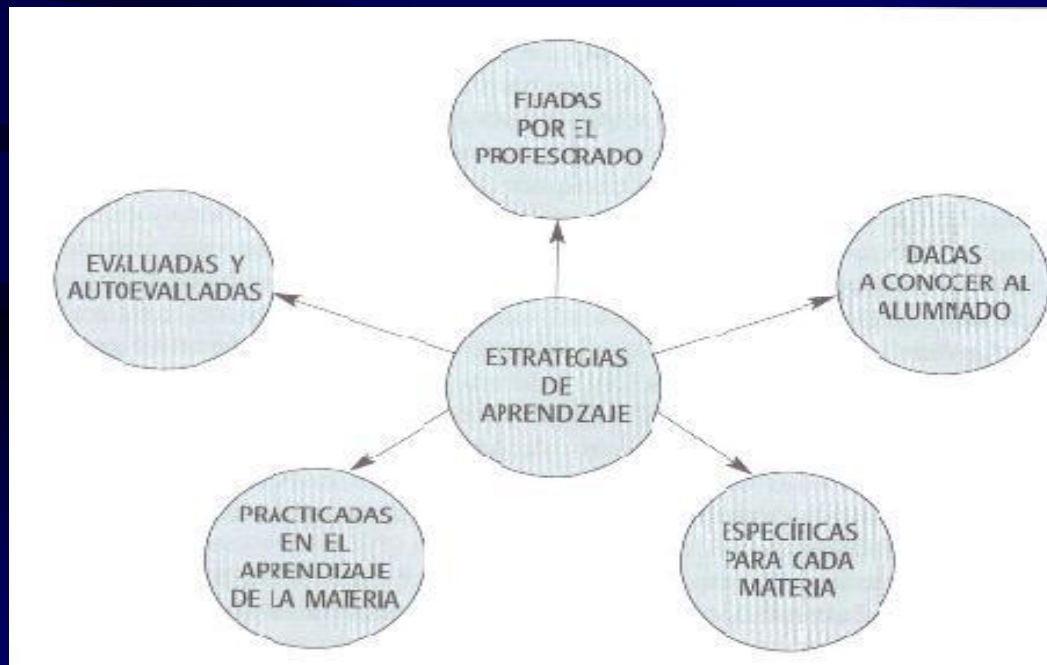 FIJADAS
POR EL
PROFESORADO
EVALUADAS Y
AUTOEVALUADAS
DADAS
A CONOCER AL
ALUMNADO
ESTRATEGIAS
DE
APRENDIZAJE
PRACTICADAS
EN EL
APRENDIZAJE
DE LA MATERIA
ESPECÍFICAS
PARA CADA
MATERIA